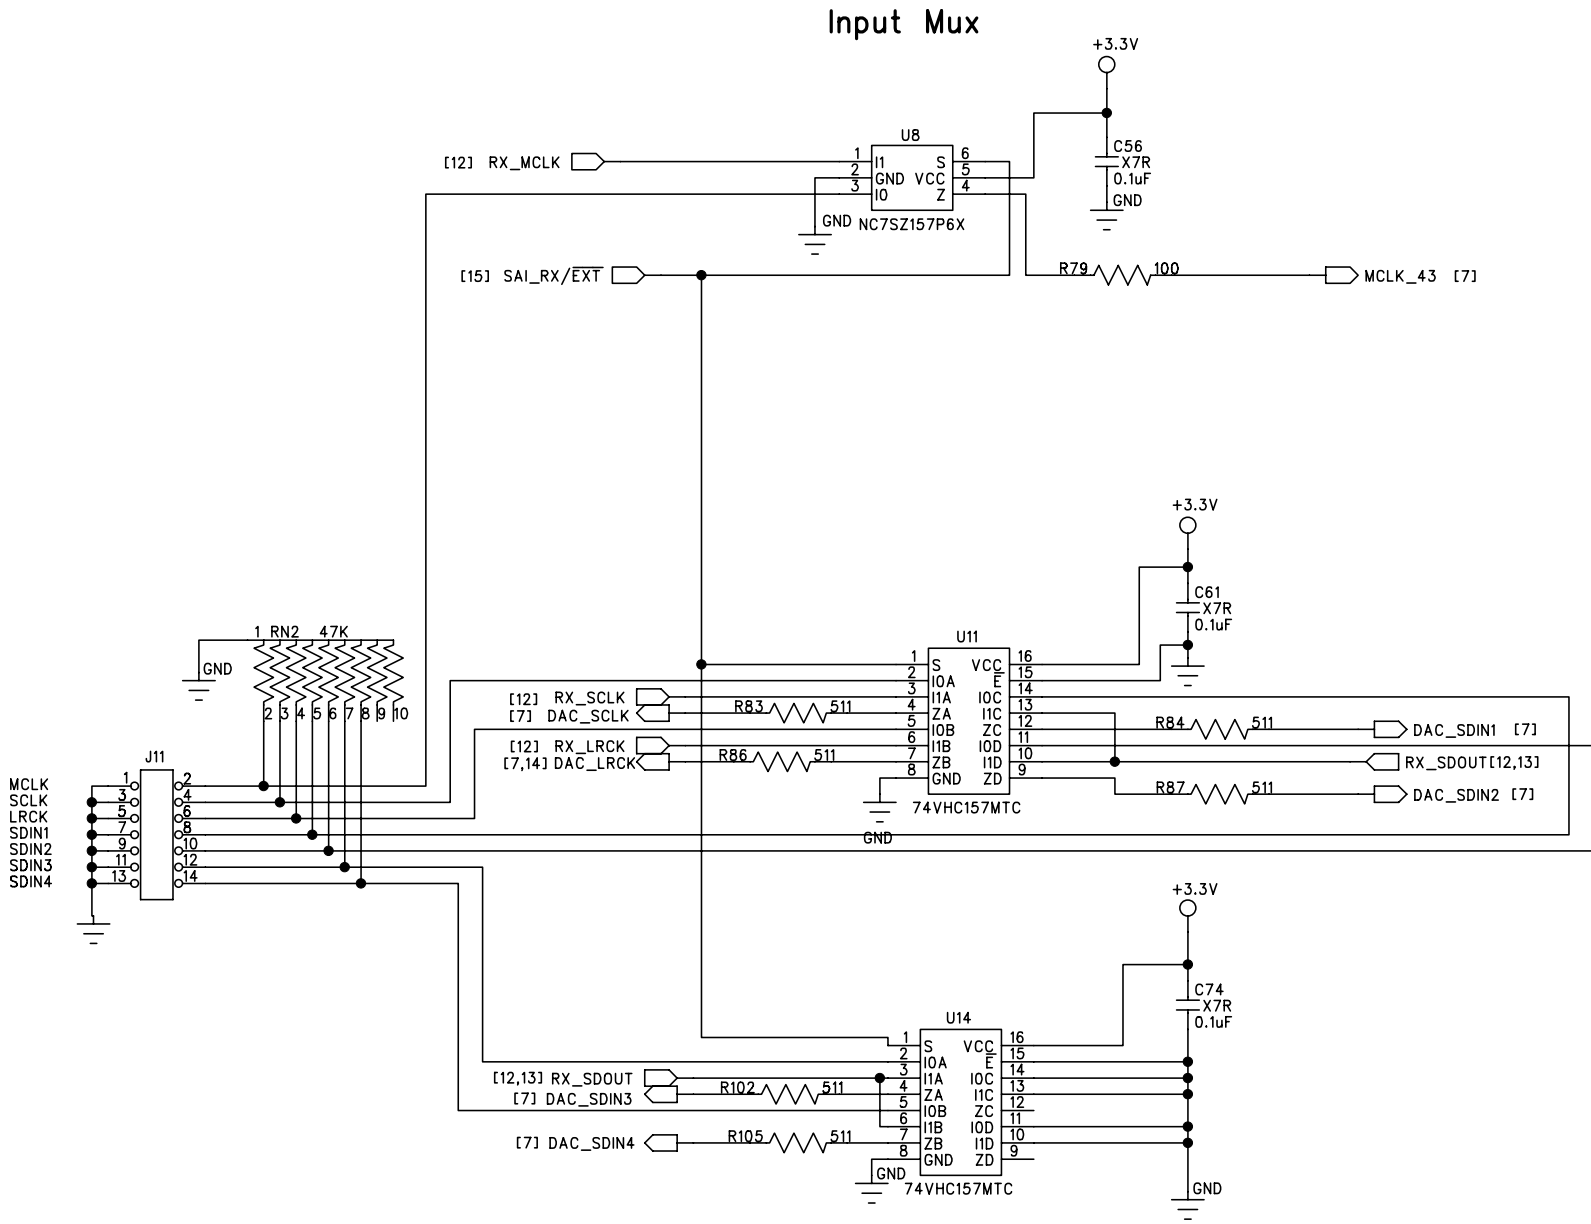 Input Mux
+3.3V
C56
X7R
0.1uF
GND
U8
[12] RX_MCLK
1 I1 S 6
2 GND VCC 5
3 I0 Z 4
GND
NC7SZ157P6X
[15] SAI_RX/EXT
R79 100
MCLK_43 [7]
+3.3V
C61
X7R
0.1uF
1 RN2 47K
GND
2 3 4 5 6 7 8 9 10
U11
1 S VCC 16
2 I0A E 15
3 I1A I0C 14
4 ZA I1C 13
5 I0B ZC 12
6 I1B I0D 11
7 ZB I1D 10
8 GND ZD 9
74VHC157MTC
GND
[12] RX_SCLK
[7] DAC_SCLK
R83 511
[12] RX_LRCK
[7,14] DAC_LRCK
R86 511
R84 511
DAC_SDIN1 [7]
RX_SDOUT[12,13]
R87 511
DAC_SDIN2 [7]
J11
MCLK 1 2
SCLK 3 4
LRCK 5 6
SDIN1 7 8
SDIN2 9 10
SDIN3 11 12
SDIN4 13 14
+3.3V
C74
X7R
0.1uF
U14
1 S VCC 16
2 I0A E 15
3 I1A I0C 14
4 ZA I1C 13
5 I0B ZC 12
6 I1B I0D 11
7 ZB I1D 10
8 GND ZD 9
74VHC157MTC
GND
[12,13] RX_SDOUT
[7] DAC_SDIN3
R102 511
[7] DAC_SDIN4
R105 511
GND